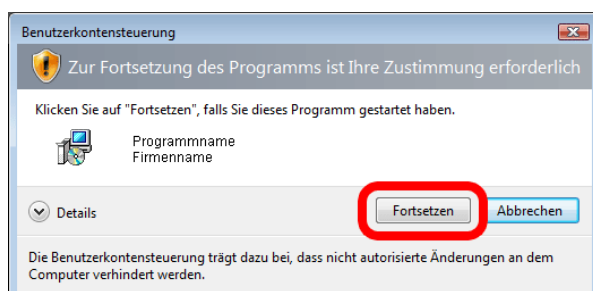 Benutzerkontensteuerung
Zur Fortsetzung des Programms ist Ihre Zustimmung erforderlich
Klicken Sie auf "Fortsetzen", falls Sie dieses Programm gestartet haben.
Programmname
Firmenname
Details
Fortsetzen
Abbrechen
Die Benutzerkontensteuerung trägt dazu bei, dass nicht autorisierte Änderungen an dem
Computer verhindert werden.